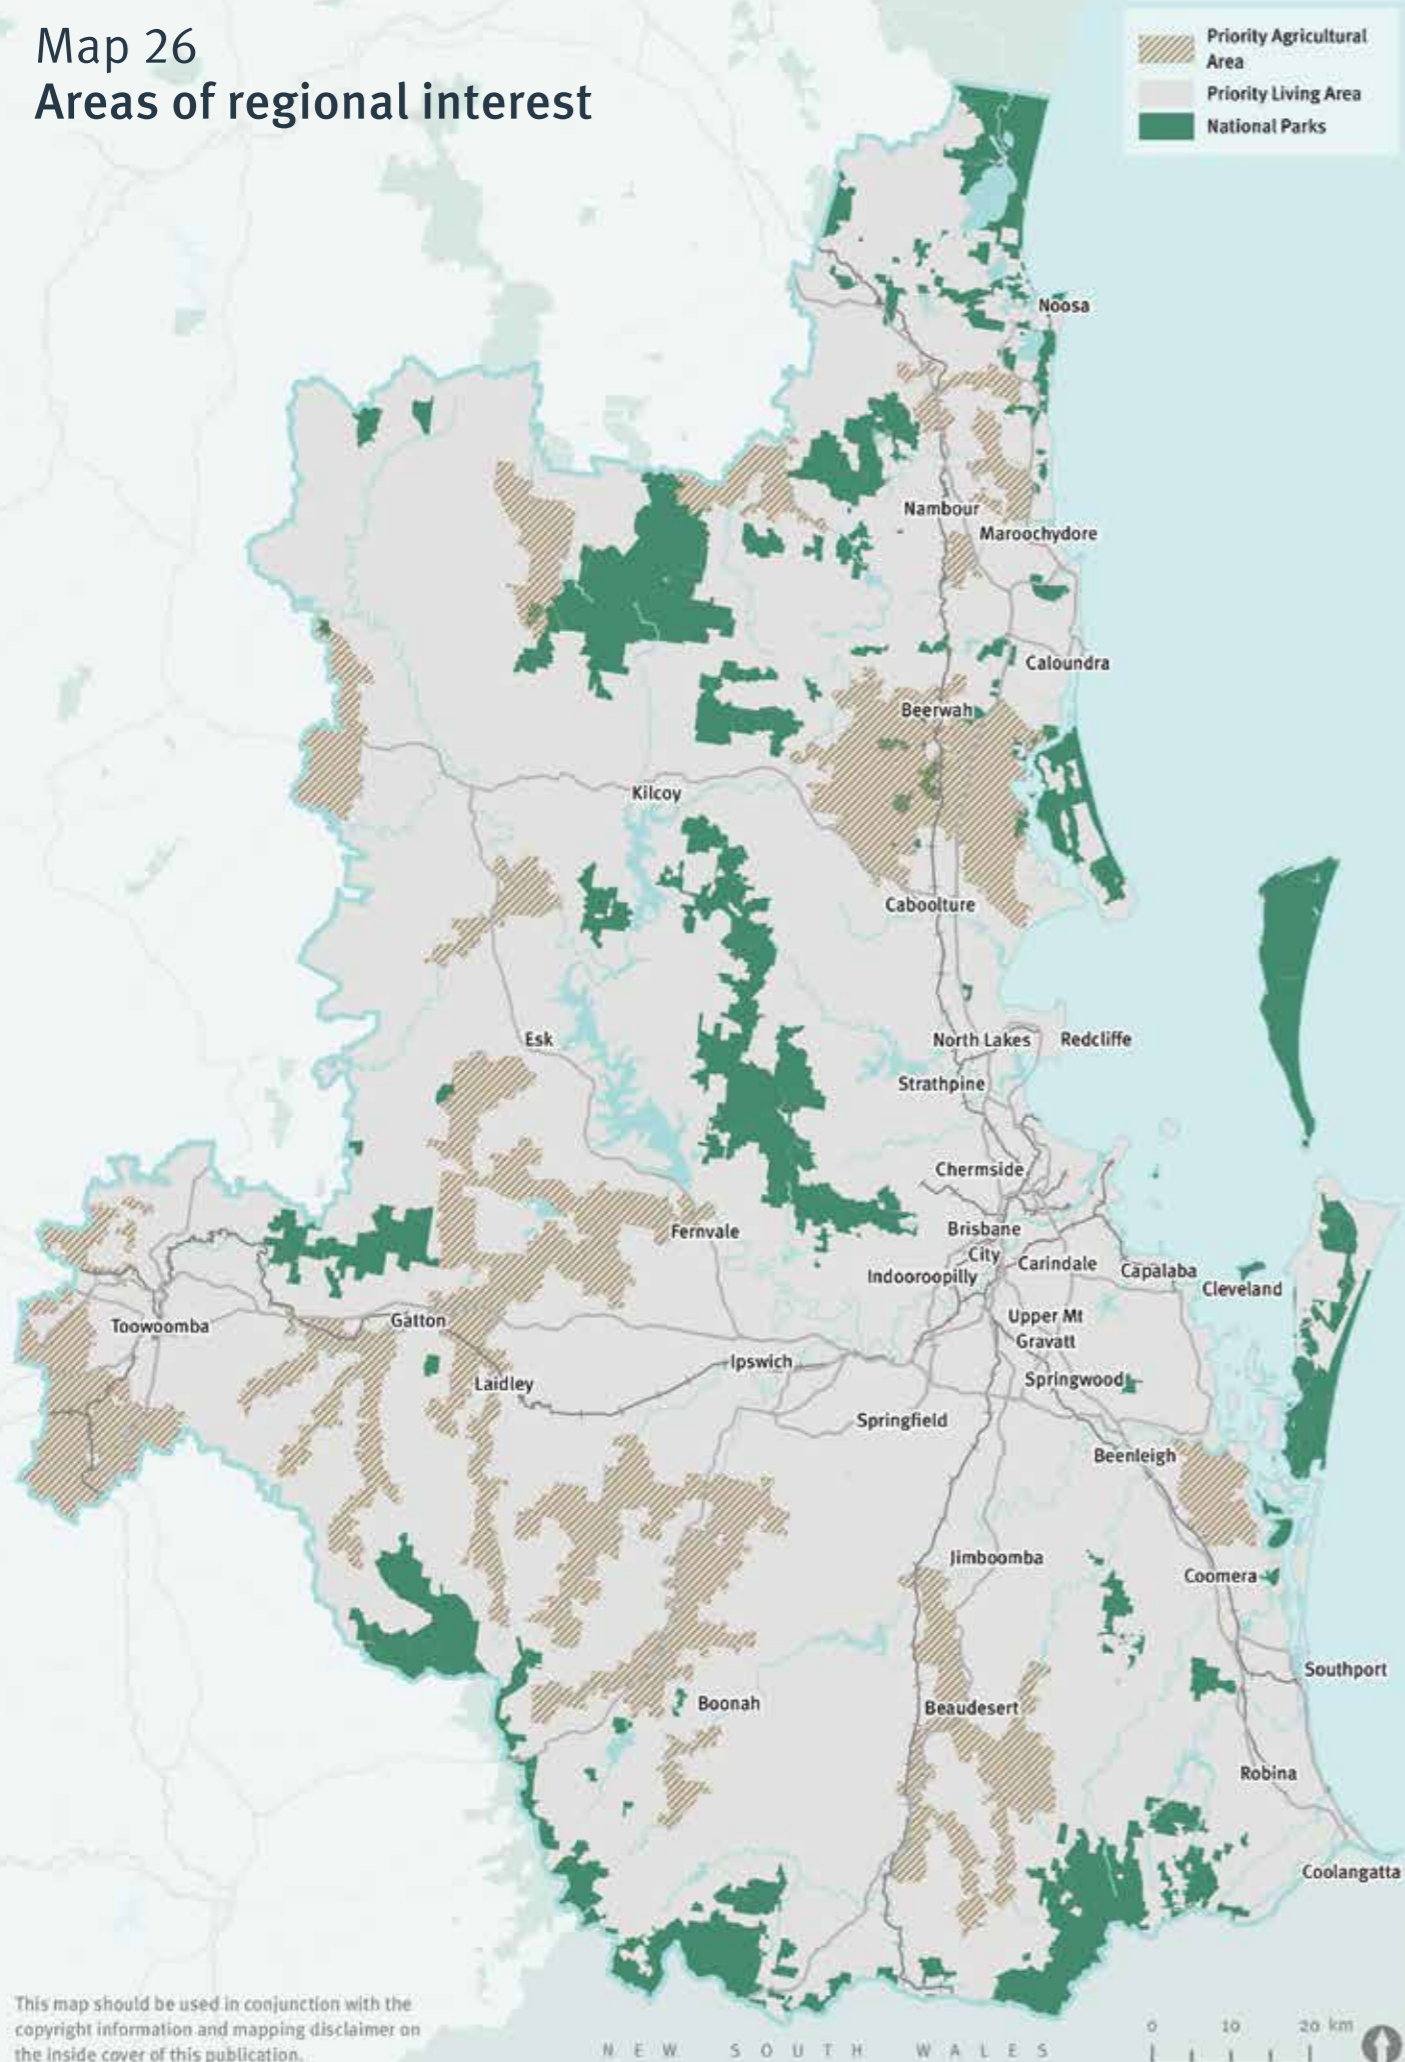 Map 26
Areas of regional interest
Priority Agricultural
Area
Priority Living Area
National Parks
Noosa
Nambour
Maroochydore
Caloundra
Beerwah
Kilcoy
Caboolture
Esk
North Lakes
Redcliffe
Strathpine
Chermside
Fernvale
Brisbane
City
Carindale
Capalaba
Indooroopilly
Cleveland
Toowoomba
Gatton
Upper Mt
Gravatt
Ipswich
Laidley
Springwood
Springfield
Beenleigh
Jimboomba
Coomera
Southport
Boonah
Beaudesert
Robina
Coolangatta
This map should be used in conjunction with the
copyright information and mapping disclaimer on
the inside cover of this publication.
0 10 20 km
NEW SOUTH WALES